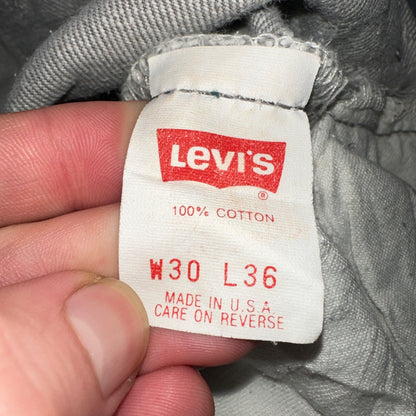 Levi's
®
100% COTTON
W30 L36
MADE IN U.S.A.
CARE ON REVERSE